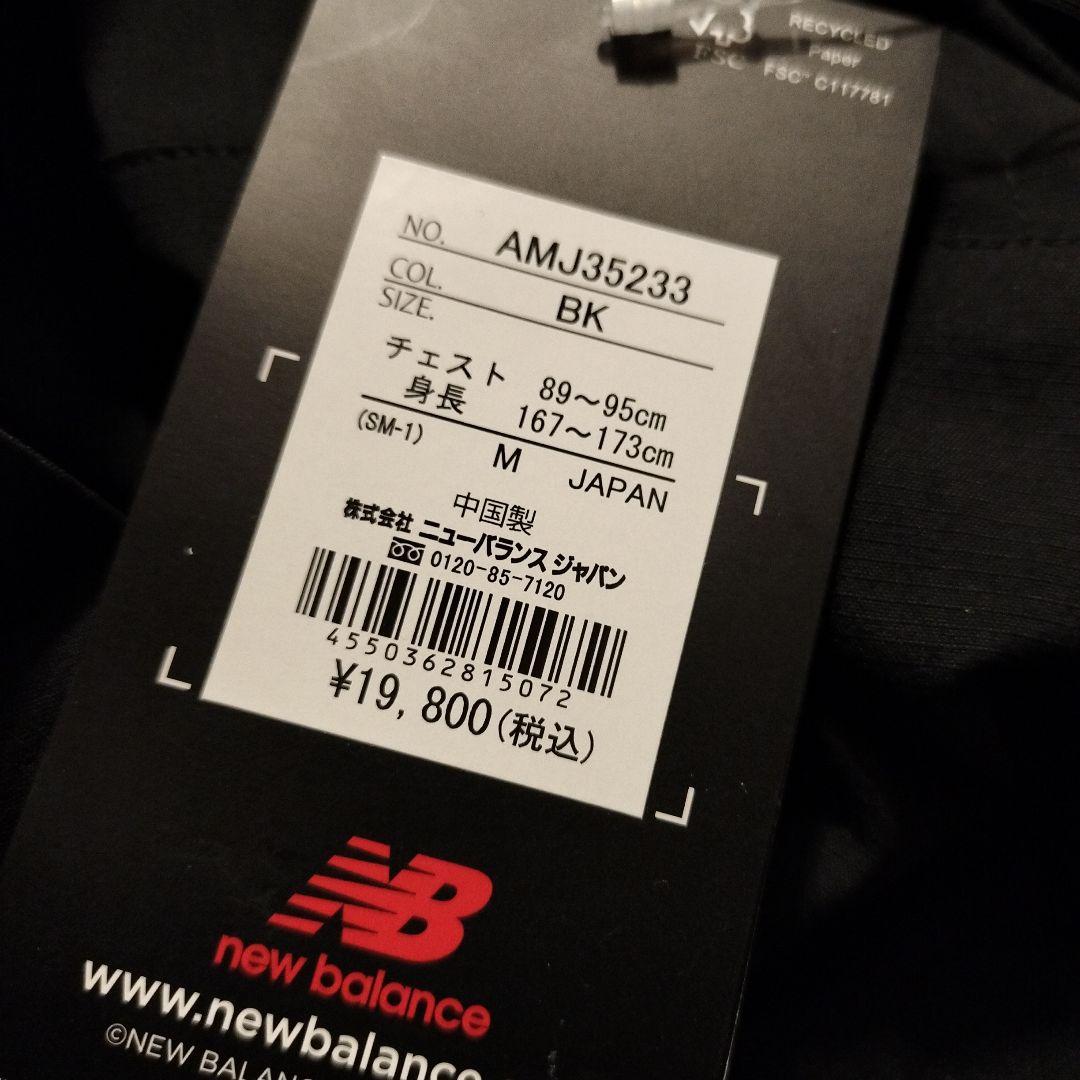 RECYCLED
Paper
FSC FSC™ C117781
NO. AMJ35233
COL. BK
SIZE.
チェスト 89～95cm
身長 167～173cm
(SM-1) M JAPAN
中国製
株式会社 ニューバランス ジャパン
0120-85-7120
4550362815072
¥19,800(税込)
NB
new balance
www.newbalance.
©NEW BALAN